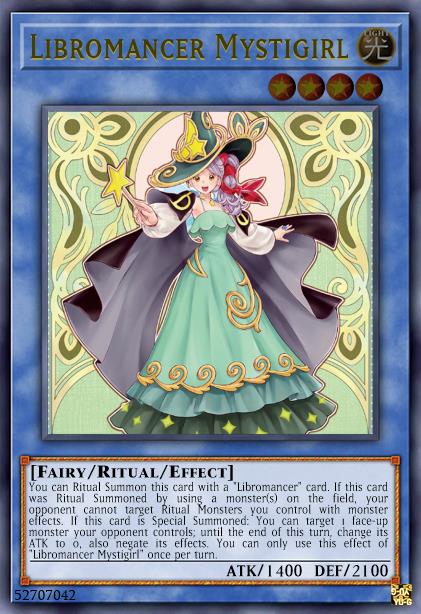 LIBROMANCER MYSTIGIRL
LIGHT
光
[FAIRY/RITUAL/EFFECT]
You can Ritual Summon this card with a "Libromancer" card. If this
card was Ritual Summoned by using a monster(s) on the field, your
opponent cannot target Ritual Monsters you control with monster
effects. If this card is Special Summoned: You can target 1 face-up
monster your opponent controls; until the end of this turn, change its
ATK to 0, also negate its effects. You can only use this effect of
"Libromancer Mystigirl" once per turn.
ATK/1400 DEF/2100
52707042